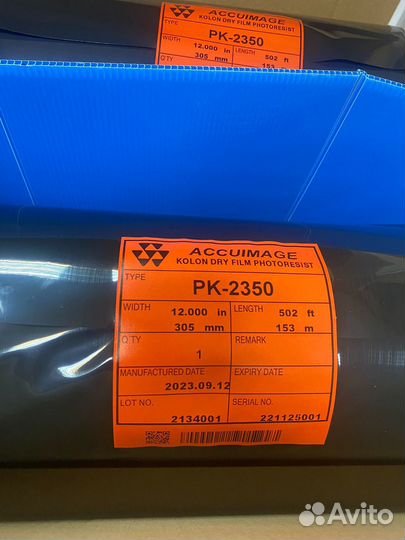 ACCUIMAGE
KOLON DRY FILM PHOTORESIST
TYPE
PK-2350
WIDTH 12.000 in LENGTH 502 ft
305 mm 153 m
Q'TY
ACCUIMAGE
KOLON DRY FILM PHOTORESIST
TYPE
PK-2350
WIDTH 12.000 in LENGTH 502 ft
305 mm 153 m
Q'TY REMARK
1
MANUFACTURED DATE EXPIRY DATE
2023.09.12
LOT NO. SERIAL NO.
2134001 221125001
Avito